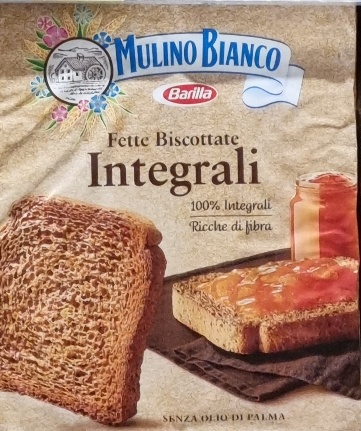 MULINO BIANCO
Barilla
Fette Biscottate
Integrali
100% Integrali
Ricche di fibra
SENZA OLIO DI PALMA